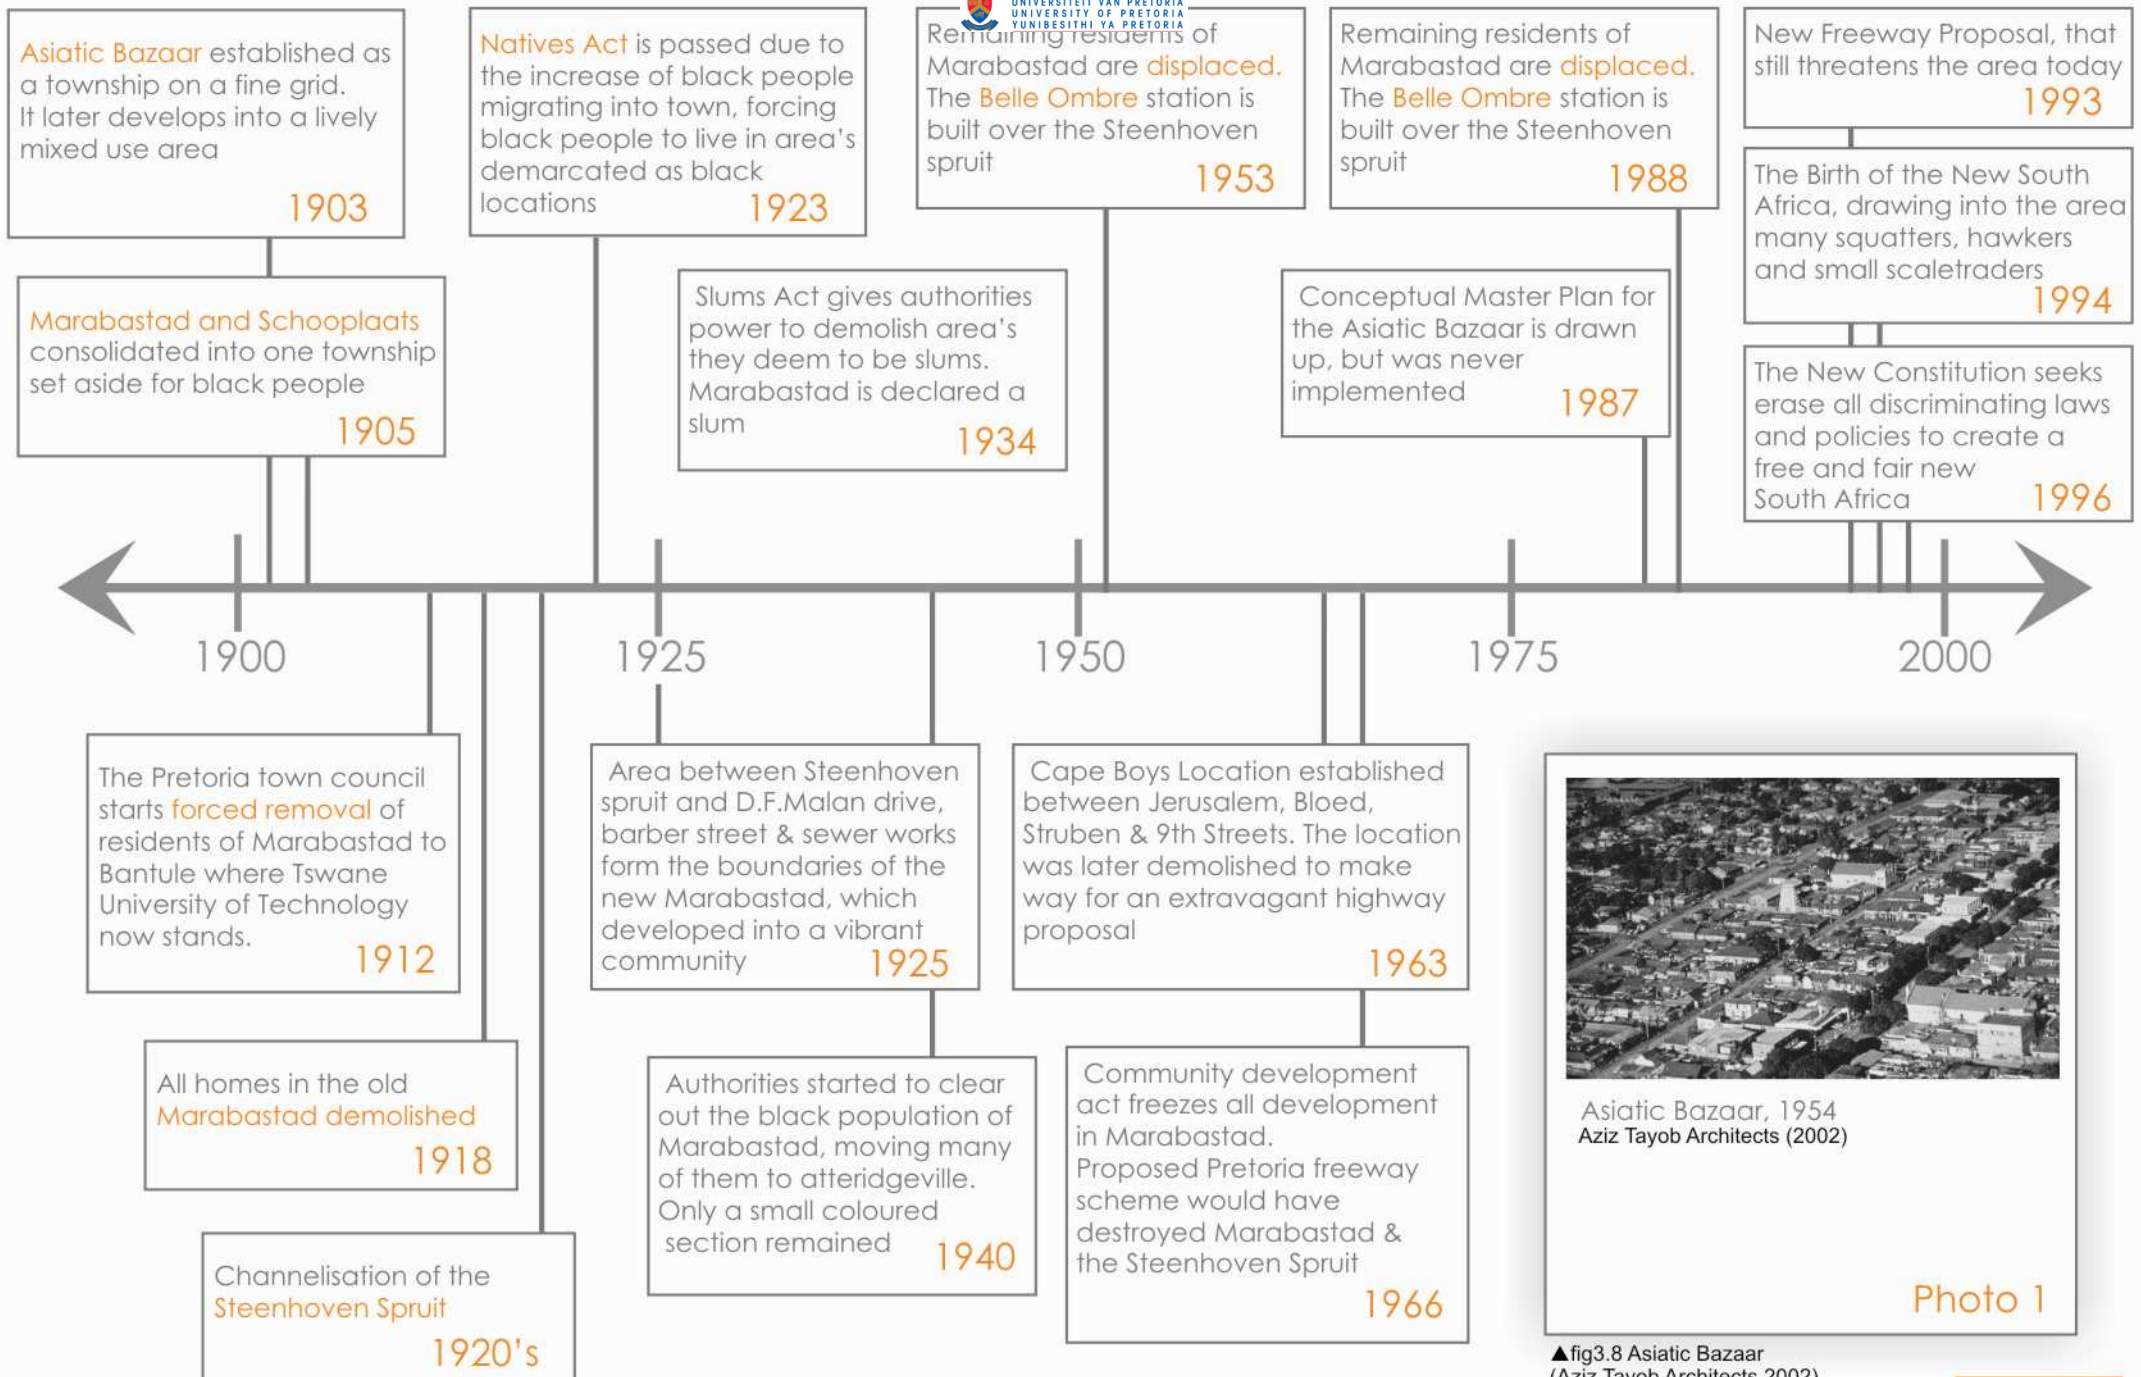 UNIVERSITEIT VAN PRETORIA
UNIVERSITY OF PRETORIA
YUNIBESITHI YA PRETORIA
Asiatic Bazaar established as
a township on a fine grid.
It later develops into a lively
mixed use area
1903
Marabastad and Schooplaats
consolidated into one township
set aside for black people
1905
Natives Act is passed due to
the increase of black people
migrating into town, forcing
black people to live in area's
demarcated as black
locations 1923
Slums Act gives authorities
power to demolish area's
they deem to be slums.
Marabastad is declared a
slum 1934
Remaining residents of
Marabastad are displaced.
The Belle Ombre station is
built over the Steenhoven
spruit 1953
Remaining residents of
Marabastad are displaced.
The Belle Ombre station is
built over the Steenhoven
spruit 1988
Conceptual Master Plan for
the Asiatic Bazaar is drawn
up, but was never
implemented 1987
New Freeway Proposal, that
still threatens the area today
1993
The Birth of the New South
Africa, drawing into the area
many squatters, hawkers
and small scaletraders
1994
The New Constitution seeks
erase all discriminating laws
and policies to create a
free and fair new
South Africa 1996
1900 1925 1950 1975 2000
The Pretoria town council
starts forced removal of
residents of Marabastad to
Bantule where Tswane
University of Technology
now stands.
1912
All homes in the old
Marabastad demolished
1918
Channelisation of the
Steenhoven Spruit
1920's
Area between Steenhoven
spruit and D.F.Malan drive,
barber street & sewer works
form the boundaries of the
new Marabastad, which
developed into a vibrant
community 1925
Authorities started to clear
out the black population of
Marabastad, moving many
of them to atteridgeville.
Only a small coloured
section remained 1940
Cape Boys Location established
between Jerusalem, Bloed,
Struben & 9th Streets. The location
was later demolished to make
way for an extravagant highway
proposal
1963
Community development
act freezes all development
in Marabastad.
Proposed Pretoria freeway
scheme would have
destroyed Marabastad &
the Steenhoven Spruit
1966
Asiatic Bazaar, 1954
Aziz Tayob Architects (2002)
Photo 1
▲fig3.8 Asiatic Bazaar
(Aziz Tayob Architects 2002)